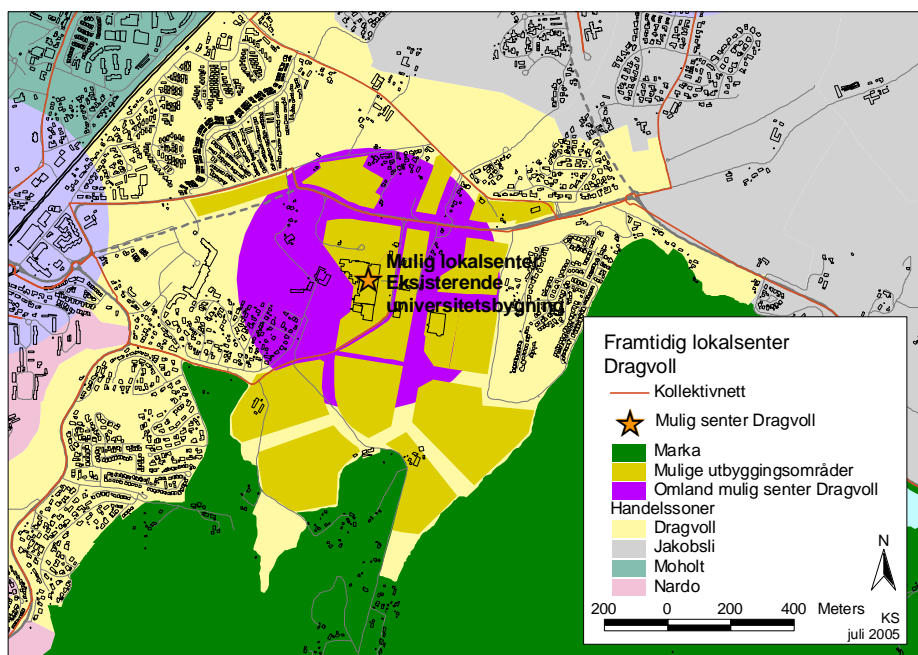 Mulig lokalsenter
Eksisterende
universitetsbygning
Framtidig lokalsenter
Dragvoll
Kollektivnett
Mulig senter Dragvoll
Marka
Mulige utbyggingsområder
Omland mulig senter Dragvoll
Handelssoner
Dragvoll
Jakobsli
Moholt
Nardo
N
200 0 200 400 Meters
KS
juli 2005